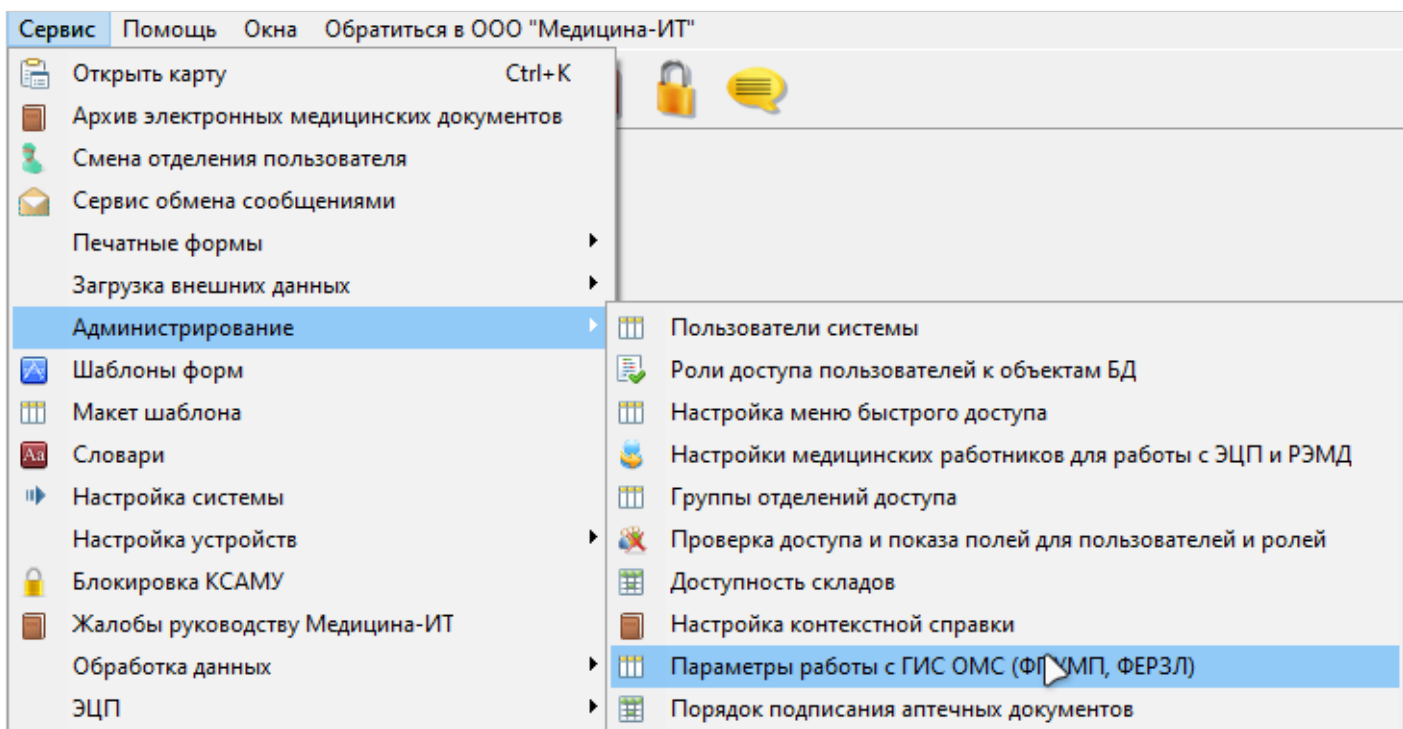 Сервис Помощь Окна Обратиться в ООО "Медицина-ИТ"
Открыть карту Ctrl+K
Архив электронных медицинских документов
Смена отделения пользователя
Сервис обмена сообщениями
Печатные формы
Загрузка внешних данных
Администрирование
Шаблоны форм
Макет шаблона
Словари
Настройка системы
Настройка устройств
Блокировка КСАМУ
Жалобы руководству Медицина-ИТ
Обработка данных
ЭЦП
Пользователи системы
Роли доступа пользователей к объектам БД
Настройка меню быстрого доступа
Настройки медицинских работников для работы с ЭЦП и РЭМД
Группы отделений доступа
Проверка доступа и показа полей для пользователей и ролей
Доступность складов
Настройка контекстной справки
Параметры работы с ГИС ОМС ФЕРЗЛ)
Порядок подписания аптечных документов